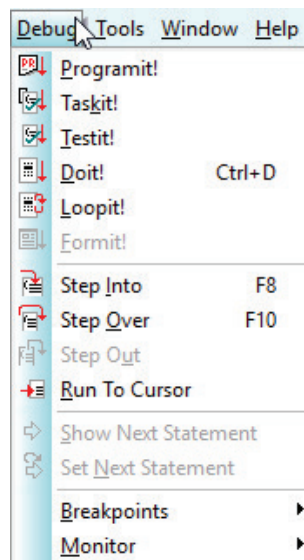 Debug Tools Window Help
Programit!
Taskit!
Testit!
Doit! Ctrl+D
Loopit!
Formit!
Step Into F8
Step Over F10
Step Out
Run To Cursor
Show Next Statement
Set Next Statement
Breakpoints
Monitor